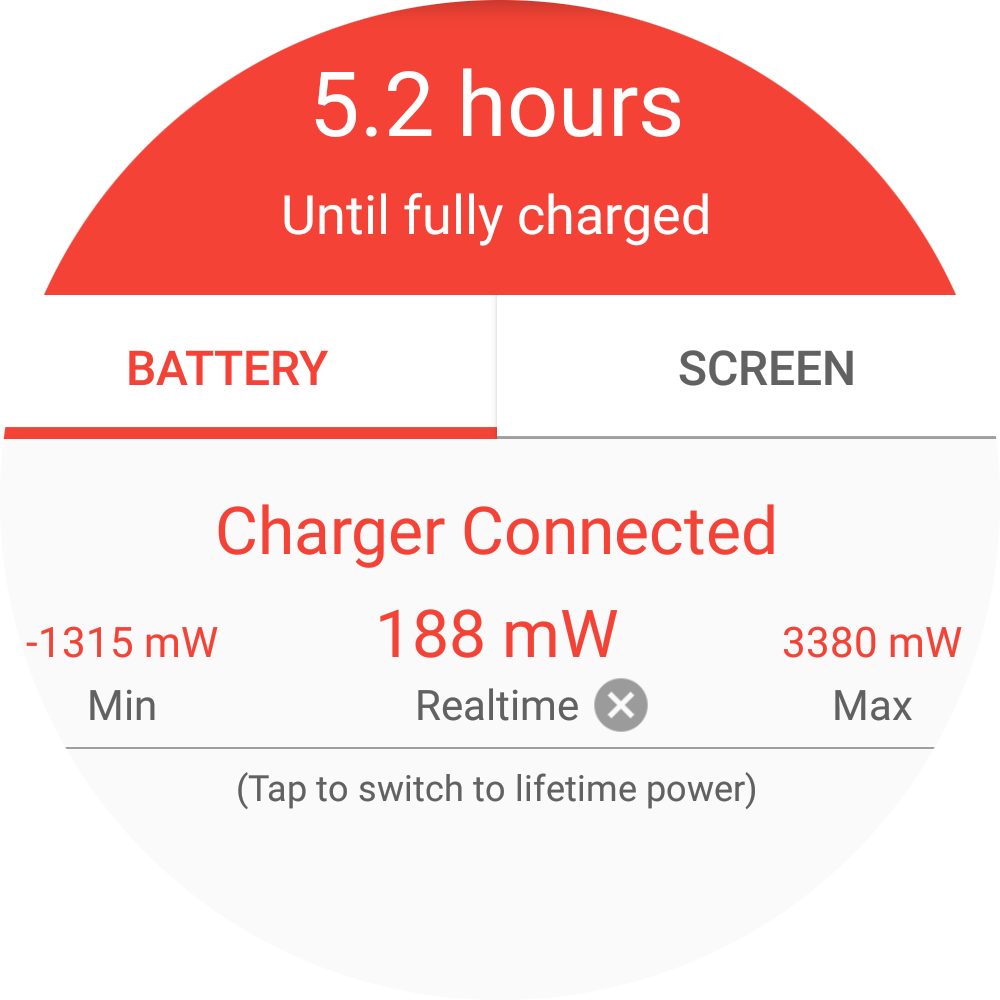 5.2 hours
Until fully charged
BATTERY SCREEN
Charger Connected
-1315 mW 188 mW 3380 mW
Min Realtime Max
(Tap to switch to lifetime power)